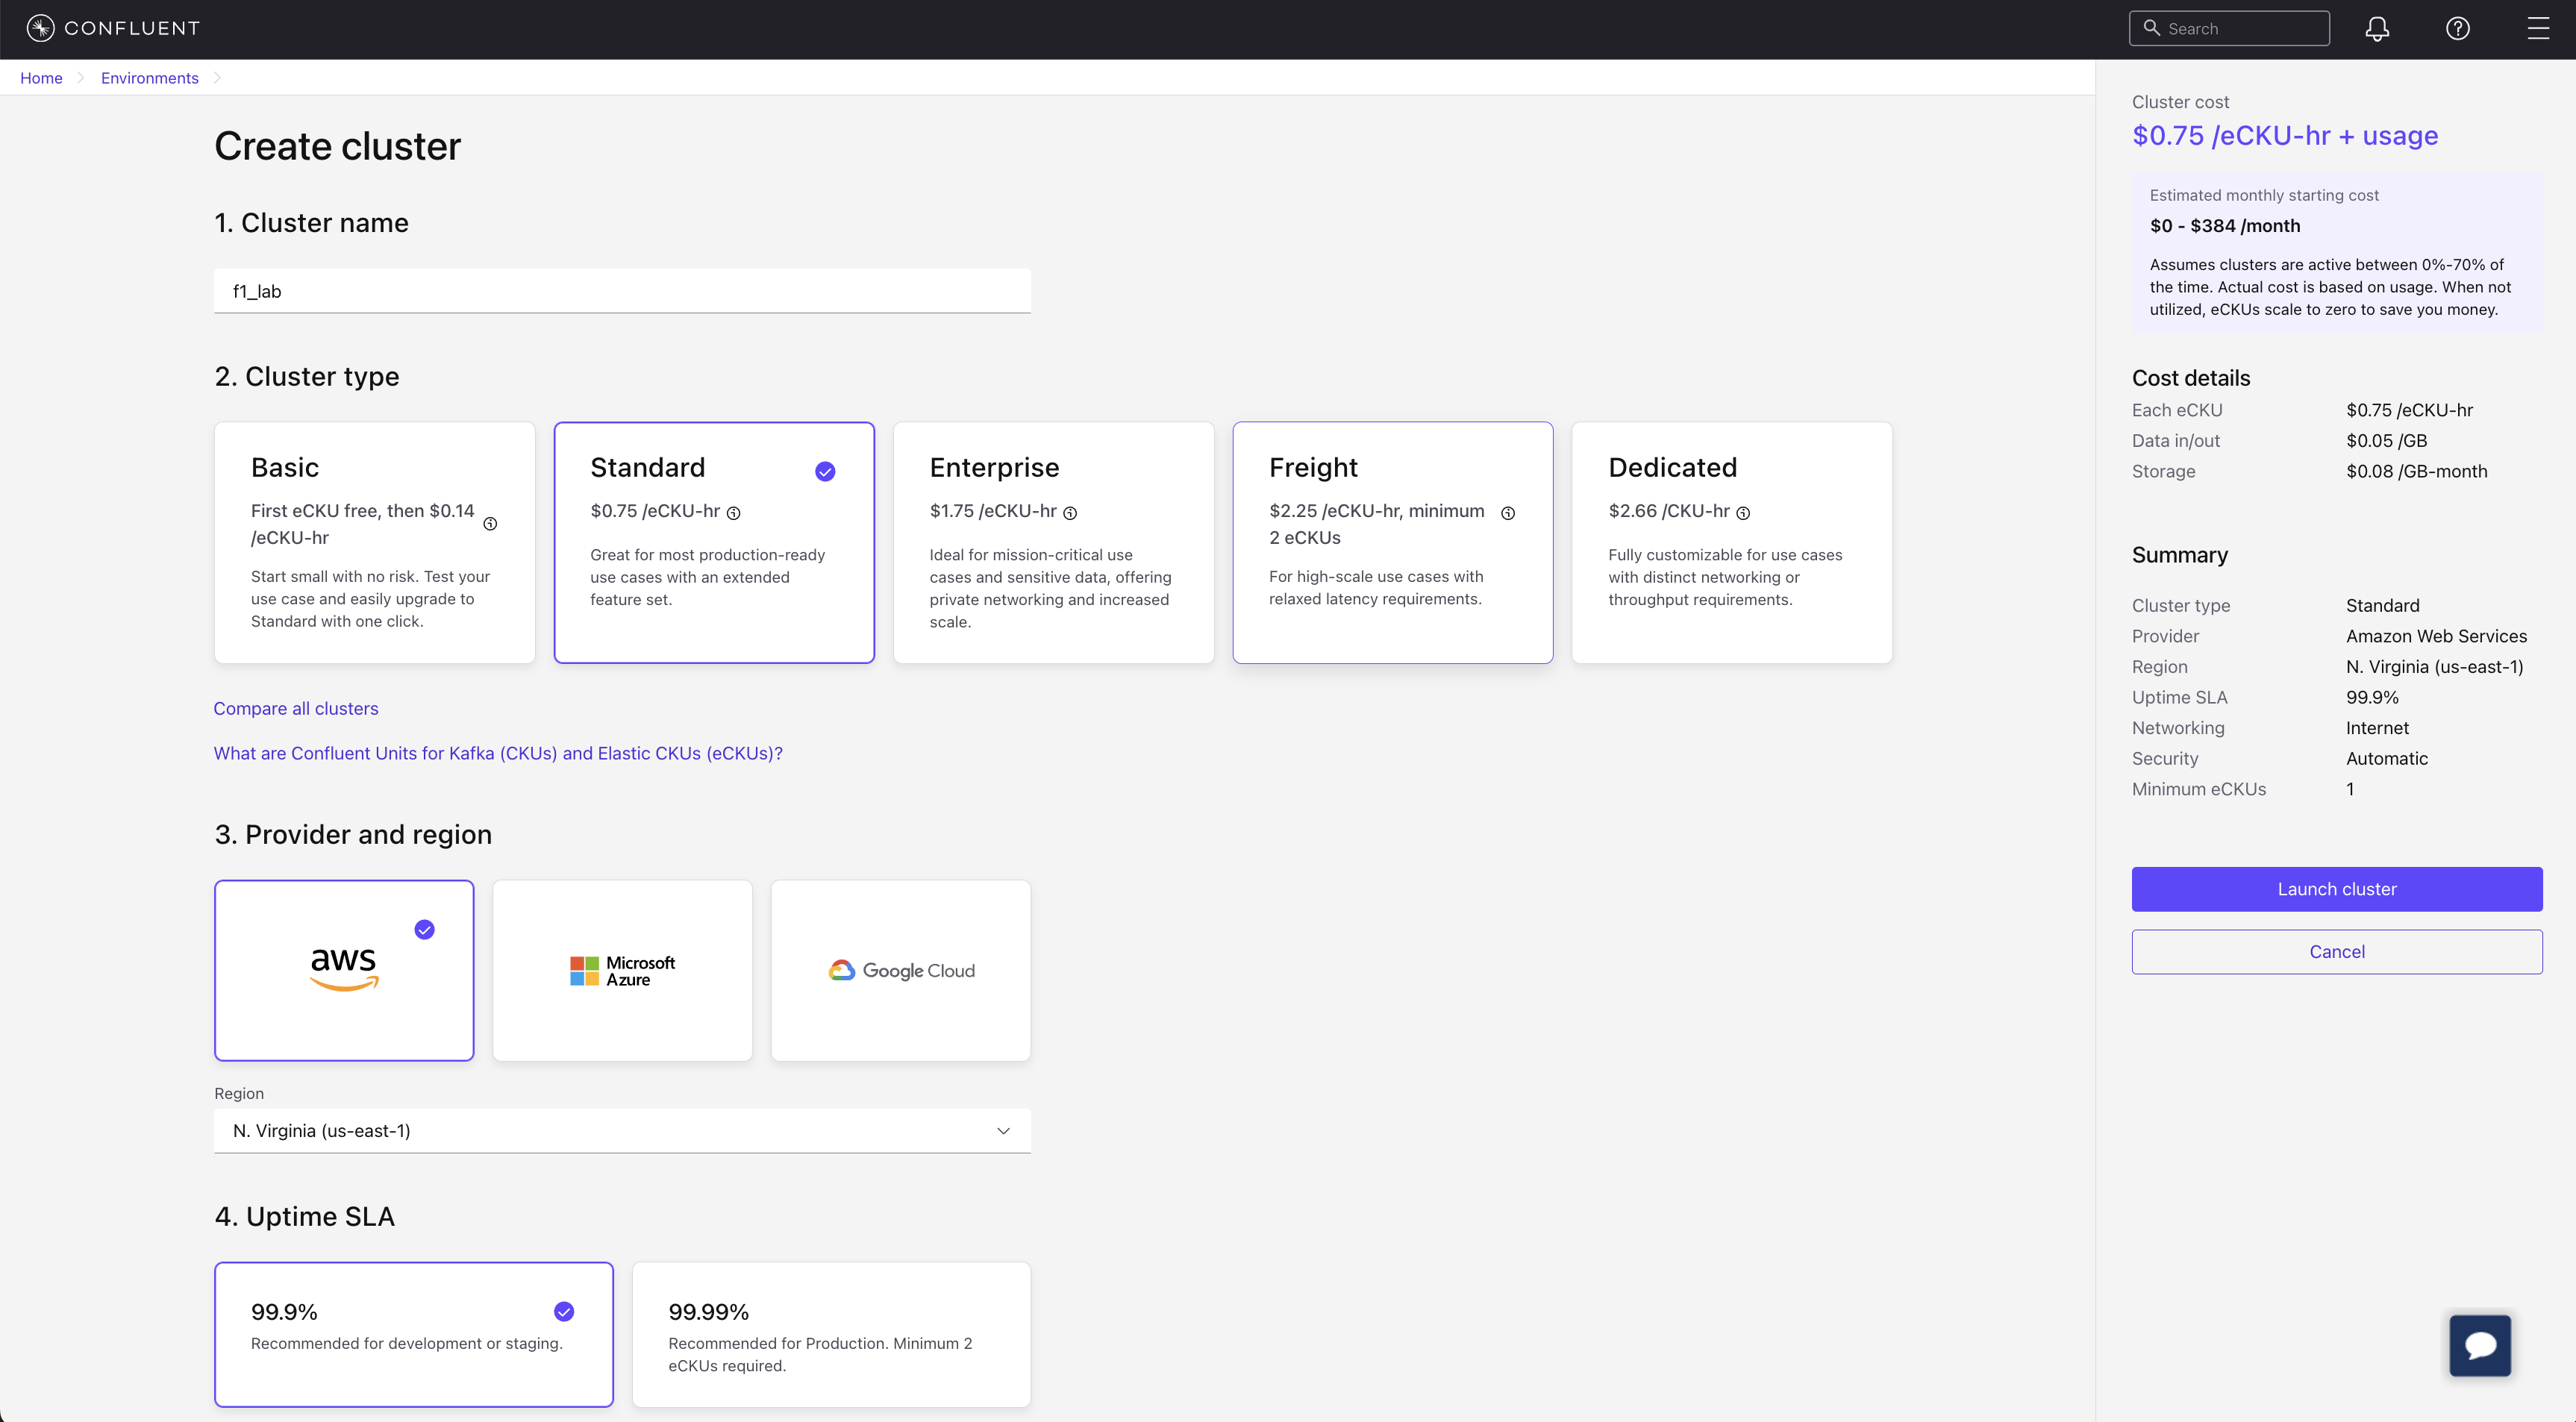 CONFLUENT
Search
Home
Environments
Create cluster
1. Cluster name
f1_lab
2. Cluster type
Basic
First eCKU free, then $0.14
/eCKU-hr
Start small with no risk. Test your
use case and easily upgrade to
Standard with one click.
Standard
$0.75 /eCKU-hr
Great for most production-ready
use cases with an extended
feature set.
Enterprise
$1.75 /eCKU-hr
Ideal for mission-critical use
cases and sensitive data, offering
private networking and increased
scale.
Freight
$2.25 /eCKU-hr, minimum
2 eCKUs
For high-scale use cases with
relaxed latency requirements.
Dedicated
$2.66 /CKU-hr
Fully customizable for use cases
with distinct networking or
throughput requirements.
Compare all clusters
What are Confluent Units for Kafka (CKUs) and Elastic CKUs (eCKUs)?
3. Provider and region
aws
Microsoft
Azure
Google Cloud
Region
N. Virginia (us-east-1)
4. Uptime SLA
99.9%
Recommended for development or staging.
99.99%
Recommended for Production. Minimum 2
eCKUs required.
Cluster cost
$0.75 /eCKU-hr + usage
Estimated monthly starting cost
$0 - $384 /month
Assumes clusters are active between 0%-70% of
the time. Actual cost is based on usage. When not
utilized, eCKUs scale to zero to save you money.
Cost details
Each eCKU $0.75 /eCKU-hr
Data in/out $0.05 /GB
Storage $0.08 /GB-month
Summary
Cluster type Standard
Provider Amazon Web Services
Region N. Virginia (us-east-1)
Uptime SLA 99.9%
Networking Internet
Security Automatic
Minimum eCKUs 1
Launch cluster
Cancel